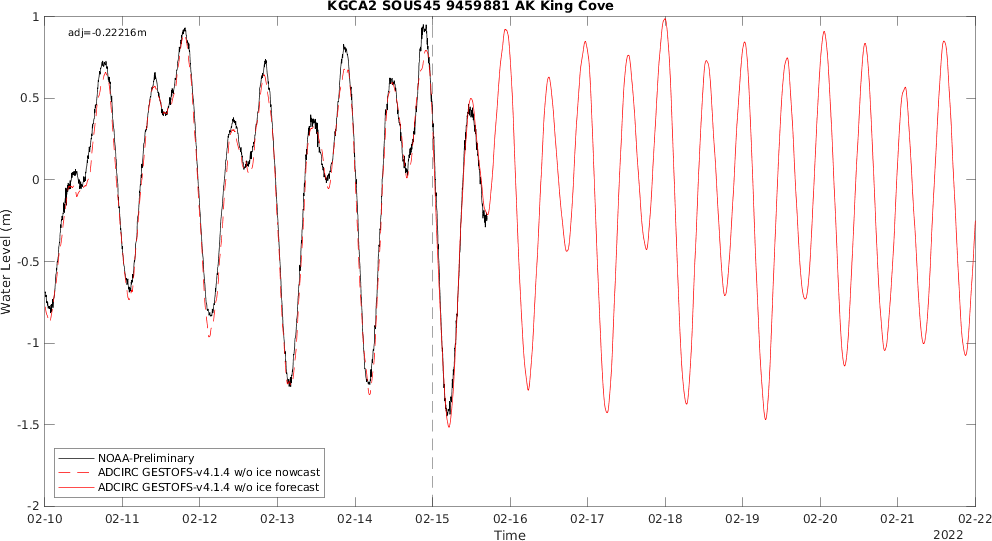 KGCA2 SOUS45 9459881 AK King Cove
adj=-0.22216m
1
0.5
0
-0.5
-1
-1.5
-2
Water Level (m)
NOAA-Preliminary
ADCIRC GESTOFS-v4.1.4 w/o ice nowcast
ADCIRC GESTOFS-v4.1.4 w/o ice forecast
02-10 02-11 02-12 02-13 02-14 02-15 02-16 02-17 02-18 02-19 02-20 02-21 02-22
Time
2022